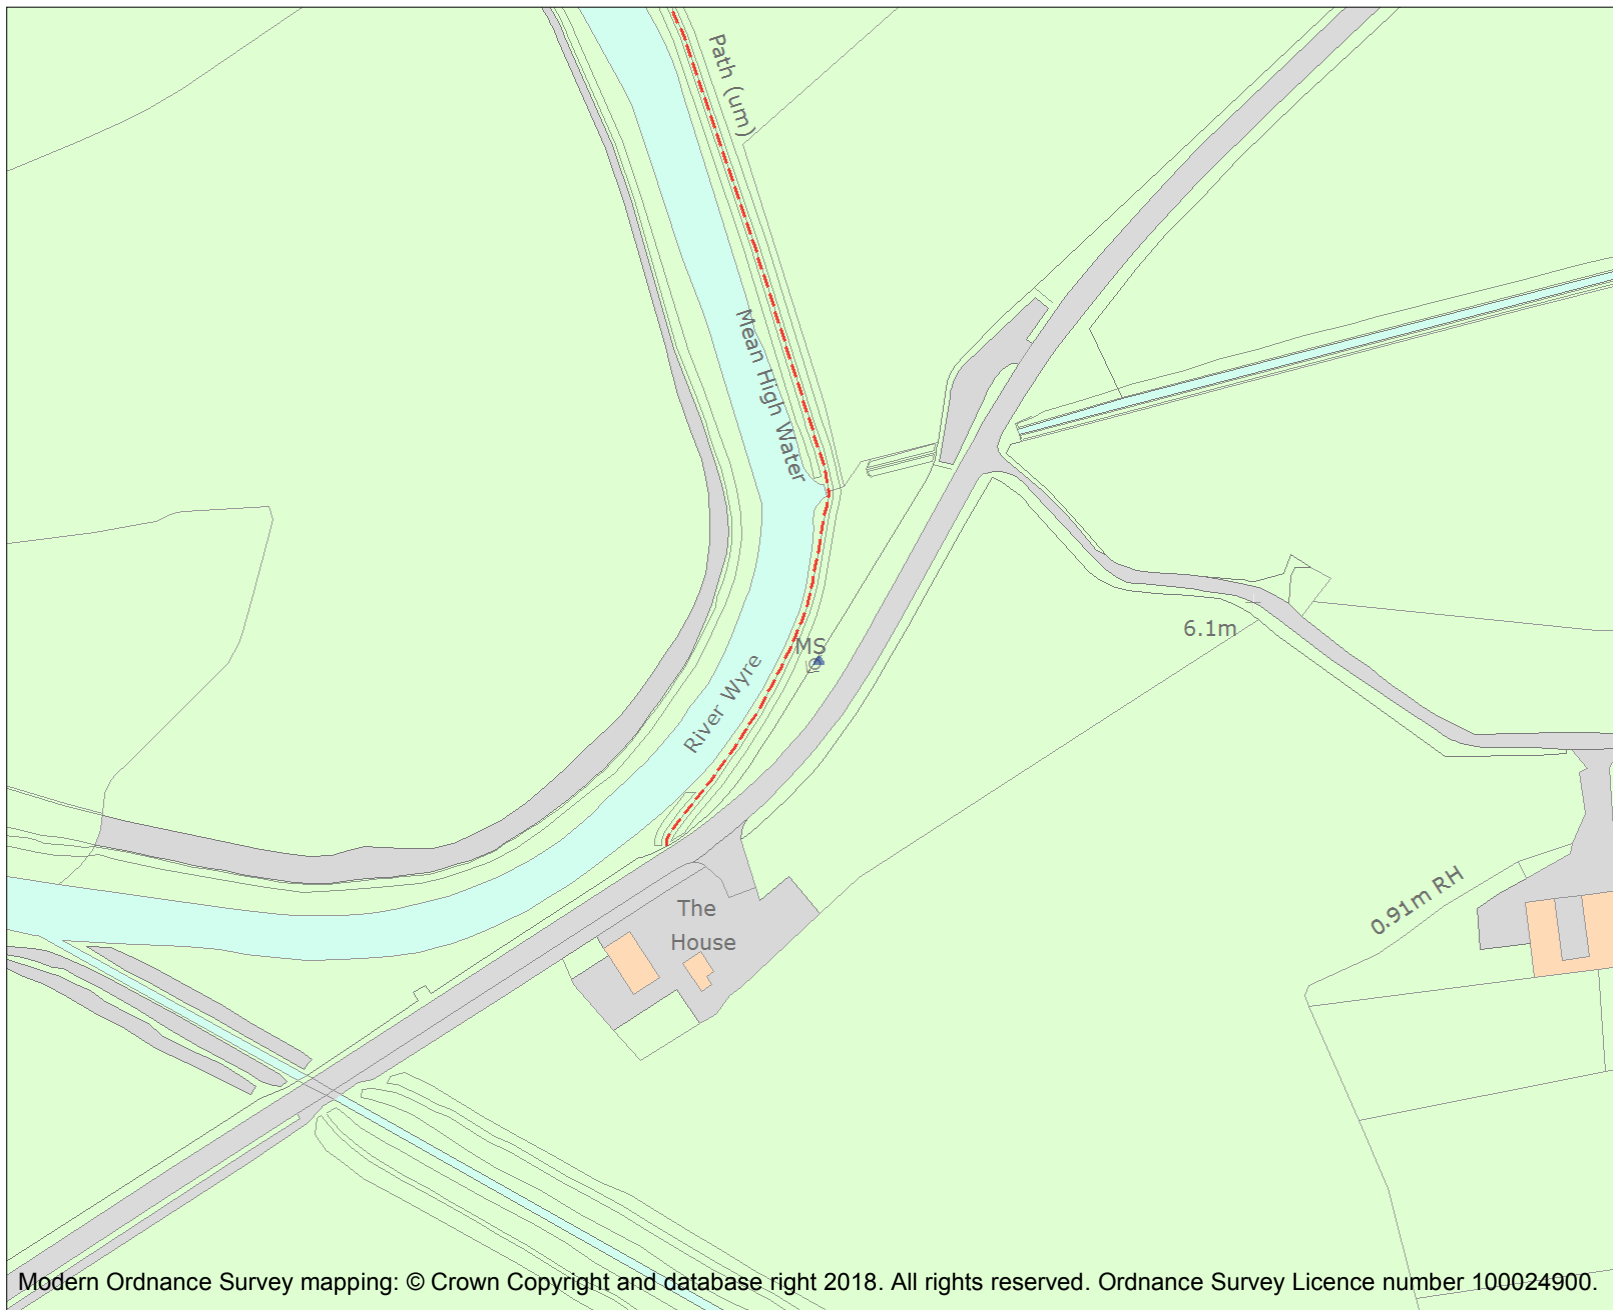 Path (um)
Mean High Water
MS
6.1m
River Wyre
0.91m RH
The
House
Modern Ordnance Survey mapping: © Crown Copyright and database right 2018. All rights reserved. Ordnance Survey Licence number 100024900.